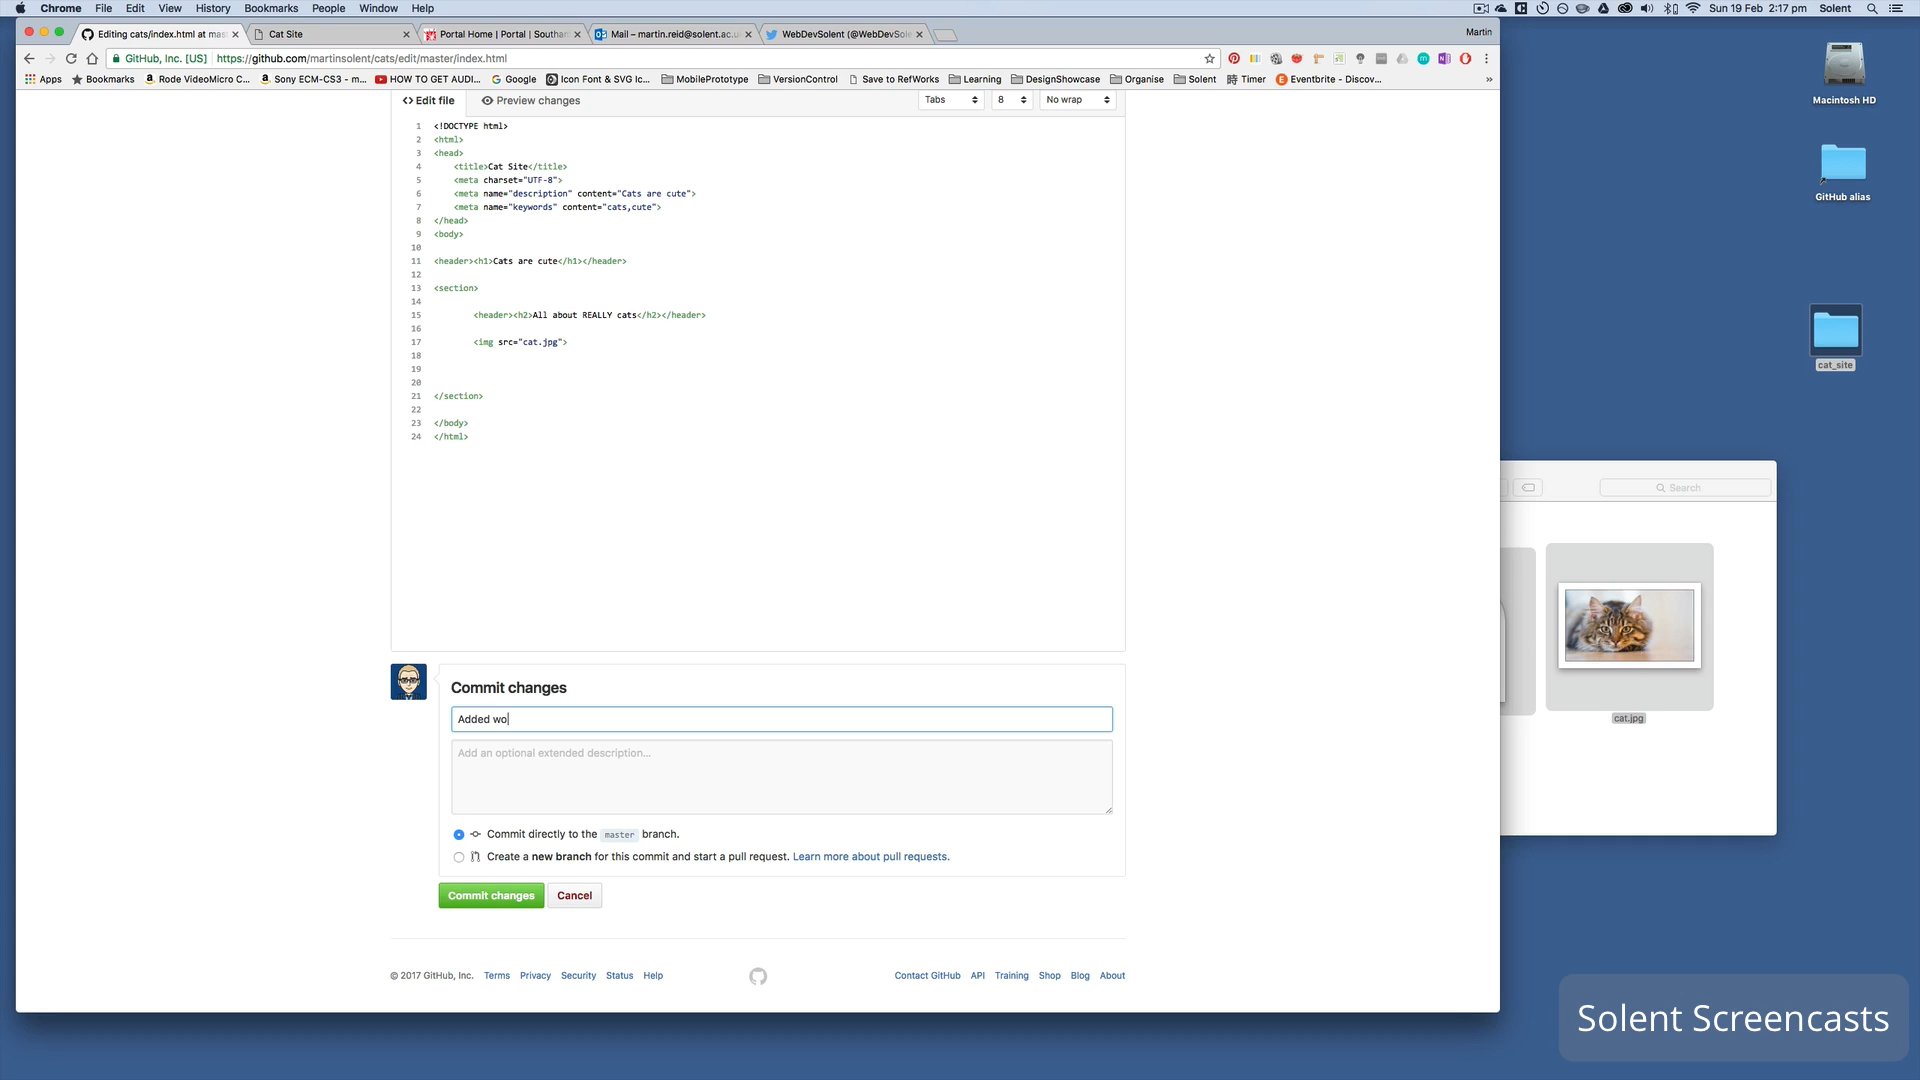 Chrome File Edit View History Bookmarks People Window Help
Sun 19 Feb 2:17 pm Solent
Editing cats/index.html at mas
Cat Site
Portal Home | Portal | Southam
Mail – martin.reid@solent.ac.u
WebDevSolent (@WebDevSole
Martin
GitHub, Inc. [US] https://github.com/martinsolent/cats/edit/master/index.html
Apps Bookmarks Rode VideoMicro C... Sony ECM-CS3 - m... HOW TO GET AUDI... Google Icon Font & SVG Ic... MobilePrototype VersionControl Save to RefWorks Learning DesignShowcase Organise Solent Timer Eventbrite - Discov... »
<> Edit file Preview changes Tabs 8 No wrap
1 <!DOCTYPE html>
2 <html>
3 <head>
4 <title>Cat Site</title>
5 <meta charset="UTF-8">
6 <meta name="description" content="Cats are cute">
7 <meta name="keywords" content="cats,cute">
8 </head>
9 <body>
10
11 <header><h1>Cats are cute</h1></header>
12
13 <section>
14
15 <header><h2>All about REALLY cats</h2></header>
16
17 <img src="cat.jpg">
18
19
20
21 </section>
22
23 </body>
24 </html>
Commit changes
Added wo
Add an optional extended description...
Commit directly to the master branch.
Create a new branch for this commit and start a pull request. Learn more about pull requests.
Commit changes Cancel
© 2017 GitHub, Inc. Terms Privacy Security Status Help
Contact GitHub API Training Shop Blog About
Macintosh HD
GitHub alias
cat_site
Search
cat.jpg
Solent Screencasts